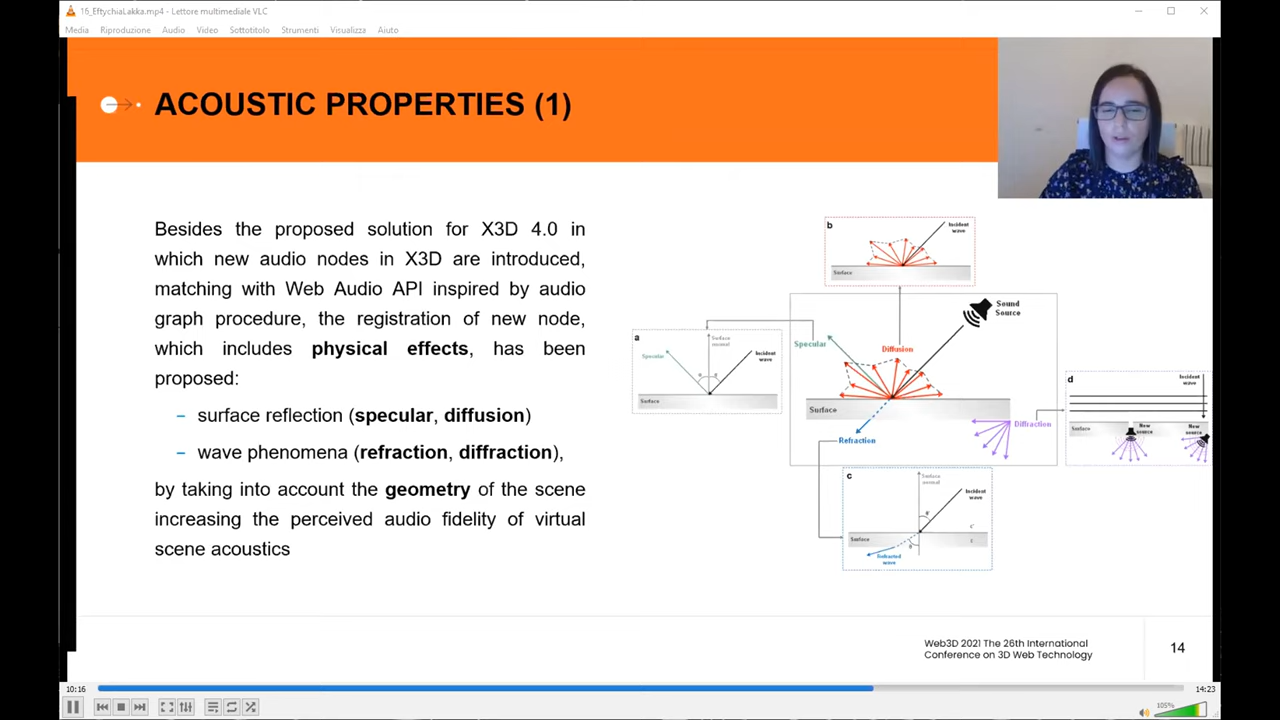 16_EftychiaLakka.mp4 - Lettore multimediale VLC
Media Riproduzione Audio Video Sottotitolo Strumenti Visualizza Aiuto
ACOUSTIC PROPERTIES (1)
Besides the proposed solution for X3D 4.0 in
which new audio nodes in X3D are introduced,
matching with Web Audio API inspired by audio
graph procedure, the registration of new node,
which includes physical effects, has been
proposed:
– surface reflection (specular, diffusion)
– wave phenomena (refraction, diffraction),
by taking into account the geometry of the scene
increasing the perceived audio fidelity of virtual
scene acoustics
b
Incident
wave
Surface
Sound
Source
Specular
Diffusion
Surface
Refraction
Diffraction
a
Surface
normal
Specular
Incident
wave
Surface
d
Incident
wave
Surface
New
source
New
source
c
Surface
normal
Incident
wave
Surface
c'
c
Refracted
wave
Web3D 2021 The 26th International
Conference on 3D Web Technology
14
10:16
14:23
105%